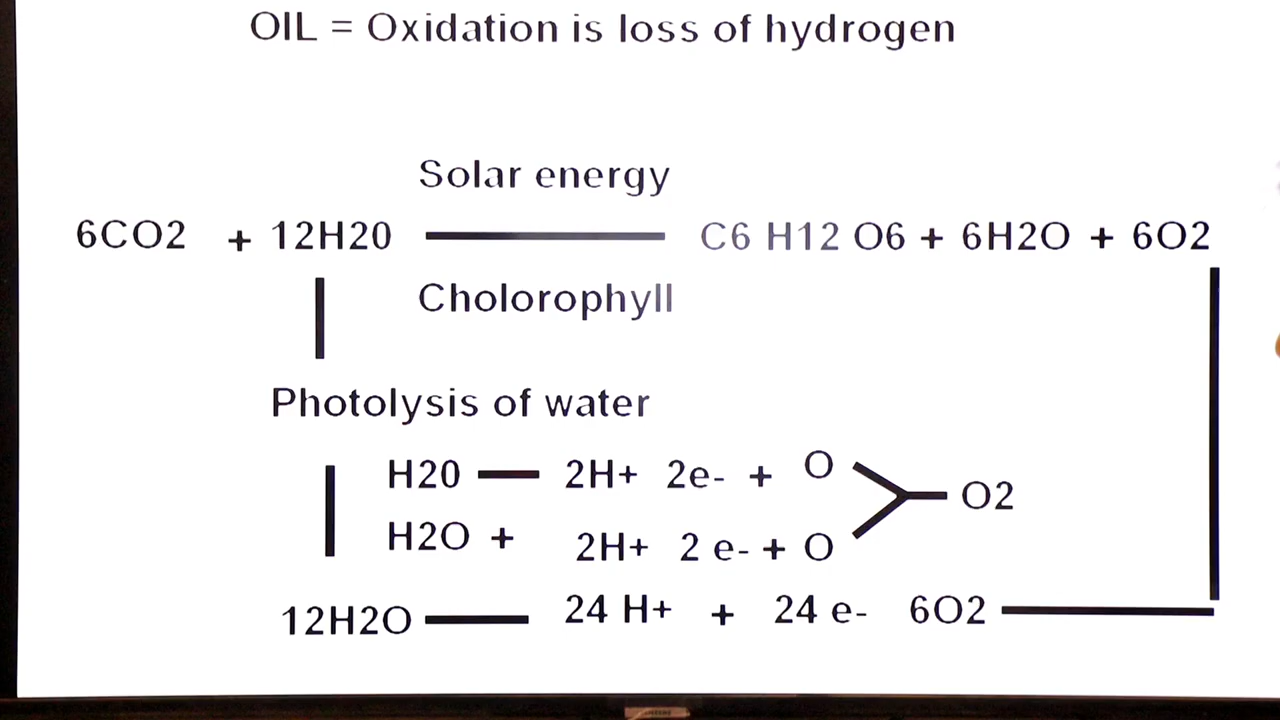 OIL = Oxidation is loss of hydrogen
Solar energy
6CO2 + 12H20 C6 H12 O6 + 6H2O + 6O2
Cholorophyll
Photolysis of water
H20 2H+ 2e- + O
O2
H2O + 2H+ 2 e- + O
12H2O 24 H+ + 24 e- 6O2